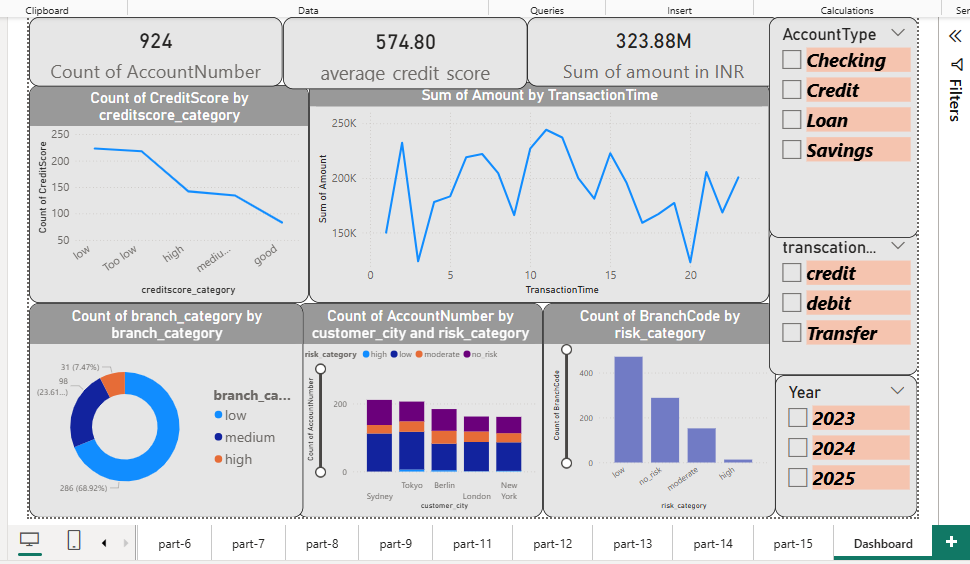 Clipboard
Data
Queries
Insert
Calculations
924
Count of AccountNumber
574.80
average credit score
323.88M
Sum of amount in INR
AccountType
Checking
Credit
Loan
Savings
Filters
Count of CreditScore by
creditscore_category
Count of CreditScore
250
200
150
100
50
low
Too low
high
mediu...
good
creditscore_category
Sum of Amount by TransactionTime
Sum of Amount
250K
200K
150K
0
5
10
15
20
TransactionTime
transcation...
credit
debit
Transfer
Count of branch_category by
branch_category
31 (7.47%)
98
(23.61...)
286 (68.92%)
branch_ca...
low
medium
high
Count of AccountNumber by
customer_city and risk_category
risk_category high low moderate no_risk
Count of AccountNumber
200
0
Sydney
Tokyo
Berlin
London
New
York
customer_city
Count of BranchCode by
risk_category
Count of BranchCode
400
200
0
low
no_risk
moderate
high
risk_category
Year
2023
2024
2025
part-6
part-7
part-8
part-9
part-11
part-12
part-13
part-14
part-15
Dashboard
+